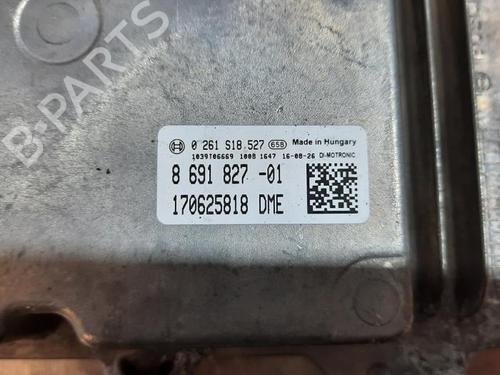 0 261 S18 527 658 Made in Hungary
1039T06669 1008 1647 16-08-26 DI-MOTRONIC
8 691 827 -01
170625818 DME
B-PARTS